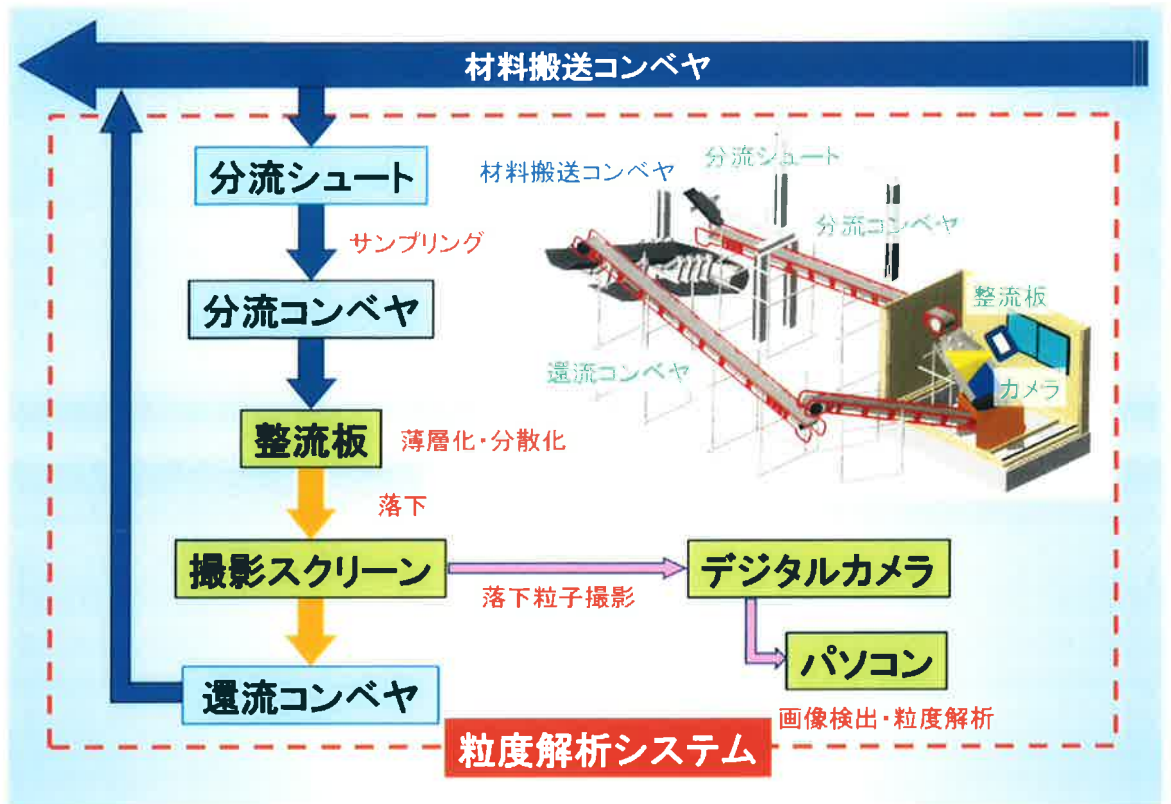 材料搬送コンベヤ
分流シュート
サンプリング
分流コンベヤ
整流板
薄層化・分散化
落下
撮影スクリーン
落下粒子撮影
デジタルカメラ
パソコン
画像検出・粒度解析
還流コンベヤ
粒度解析システム
材料搬送コンベヤ
分流シュート
分流コンベヤ
整流板
カメラ
還流コンベヤ